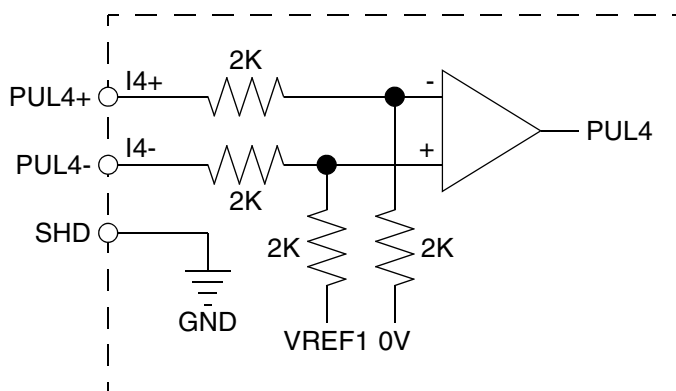 2K
PUL4+ I4+
-
PUL4
PUL4- I4-
+
2K
SHD
2K 2K
GND
VREF1 0V